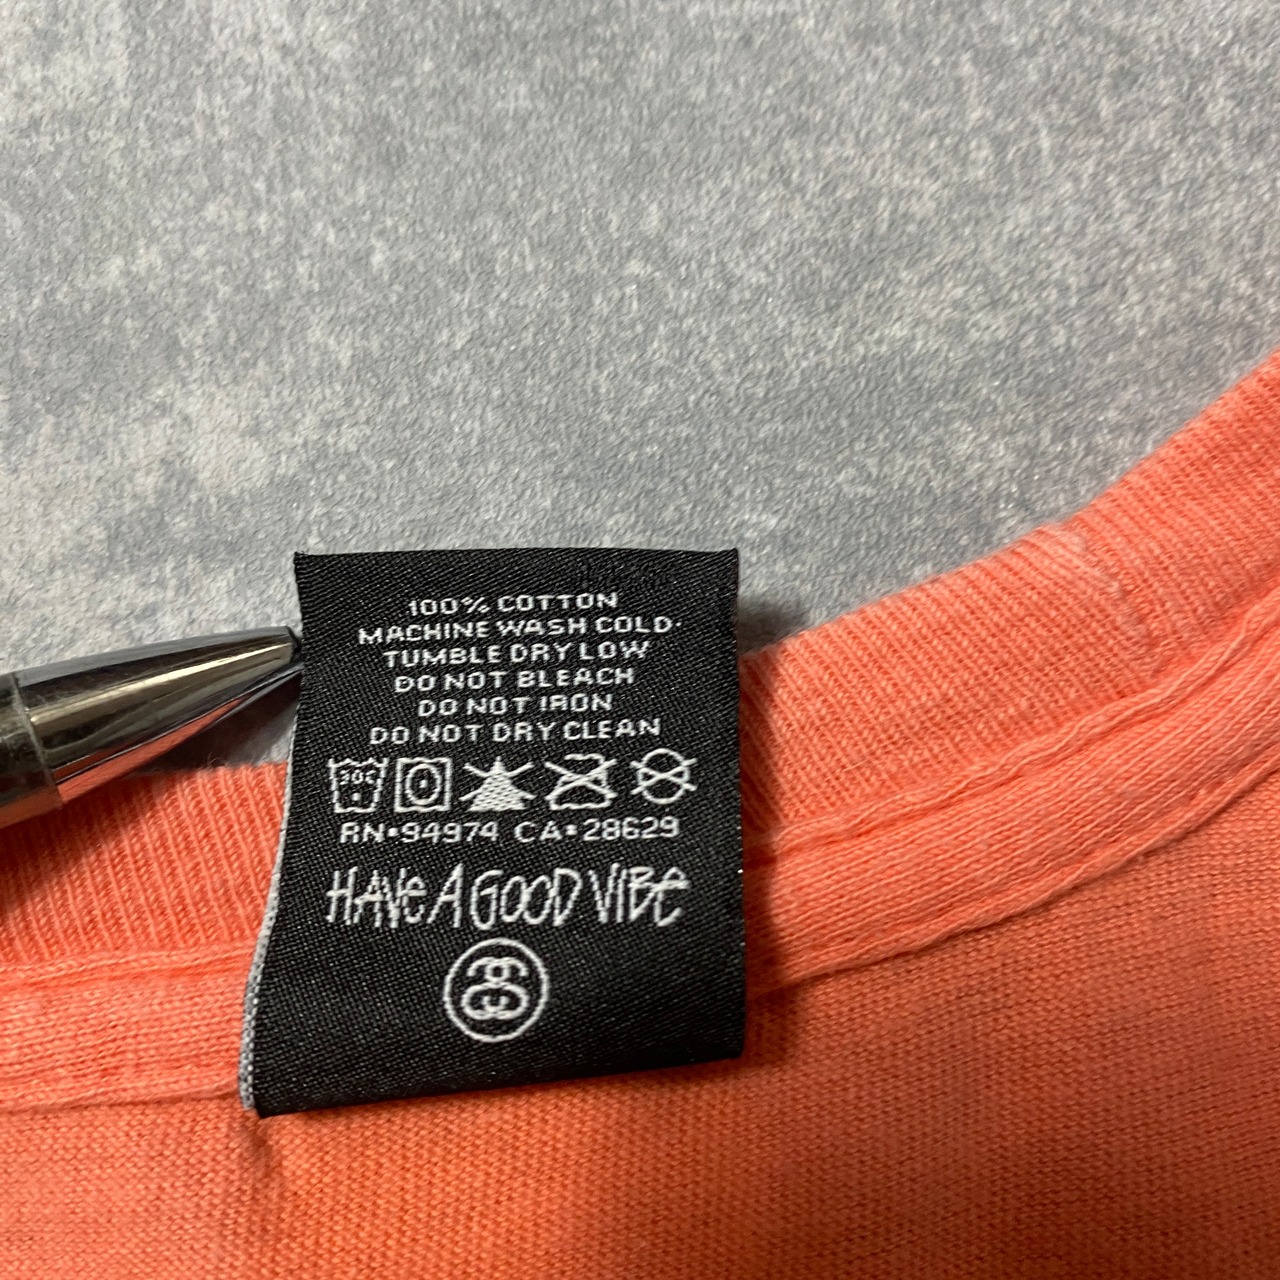 100% COTTON
MACHINE WASH COLD
TUMBLE DRY LOW
DO NOT BLEACH
DO NOT IRON
DO NOT DRY CLEAN
30C
RN•94974 CA•28629
HAVE A GOOD VIBE